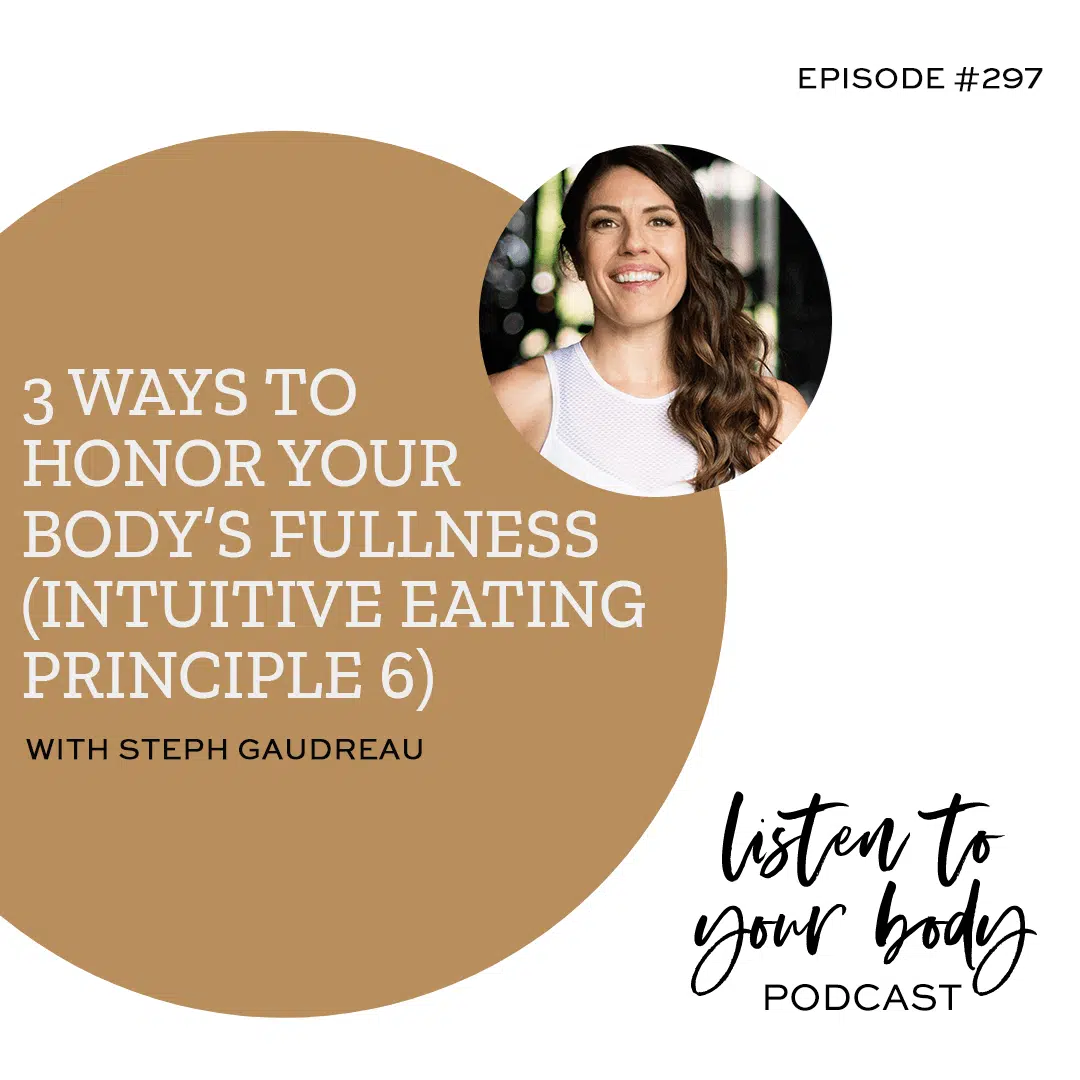 EPISODE #297
3 WAYS TO
HONOR YOUR
BODY'S FULLNESS
(INTUITIVE EATING
PRINCIPLE 6)
WITH STEPH GAUDREAU
listen to
your body
PODCAST